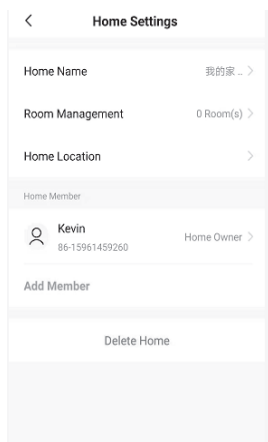 Home Settings
Home Name 我的家 ..
Room Management 0 Room(s)
Home Location
Home Member
Kevin
86-15961459260
Home Owner
Add Member
Delete Home